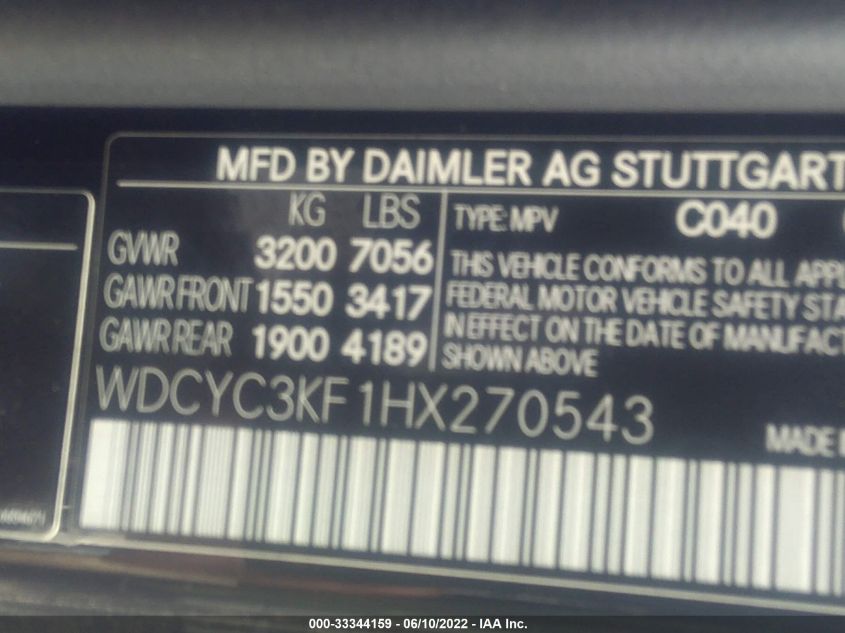 MFD BY DAIMLER AG STUTTGART
KG LBS
GVWR 3200 7056
GAWR FRONT 1550 3417
GAWR REAR 1900 4189
TYPE: MPV C040
THIS VEHICLE CONFORMS TO ALL APPL
FEDERAL MOTOR VEHICLE SAFETY STA
IN EFFECT ON THE DATE OF MANUFACT
SHOWN ABOVE
WDCYC3KF1HX270543
MADE
000-33344159 - 06/10/2022 - IAA Inc.